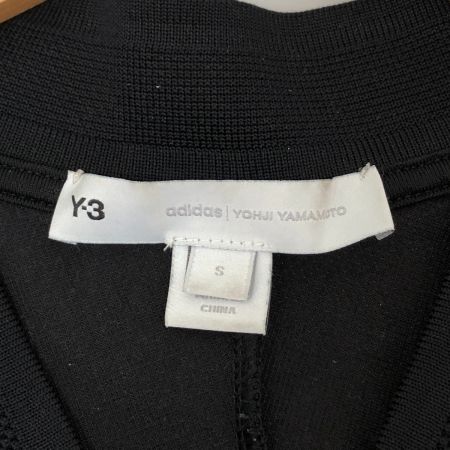 Y-3 adidas | YOHJI YAMAMOTO
S
CHINA